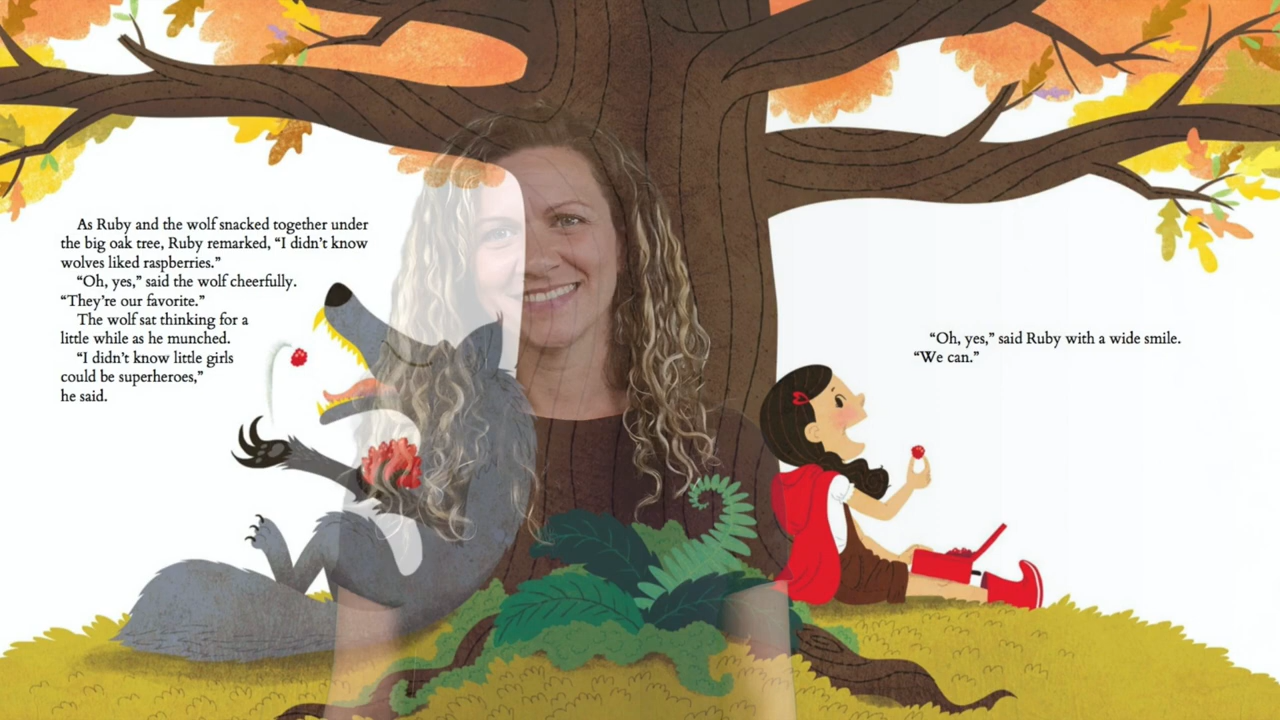 As Ruby and the wolf snacked together under
the big oak tree, Ruby remarked, “I didn’t know
wolves liked raspberries.”
“Oh, yes,” said the wolf cheerfully.
“They’re our favorite.”
The wolf sat thinking for a
little while as he munched.
“I didn’t know little girls
could be superheroes,”
he said.
“Oh, yes,” said Ruby with a wide smile.
“We can.”